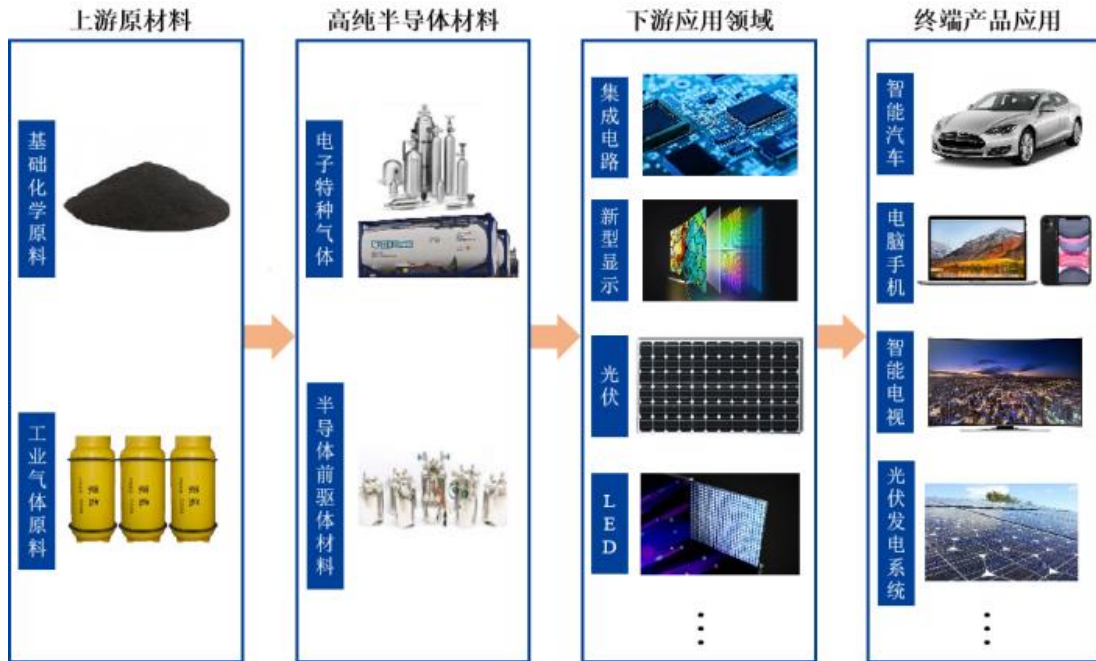 上游原材料
高纯半导体材料
下游应用领域
终端产品应用
基础化学原料
工业气体原料
电子特种气体
半导体前驱体材料
集成电路
新型显示
光伏
LED
智能汽车
电脑手机
智能电视
光伏发电系统